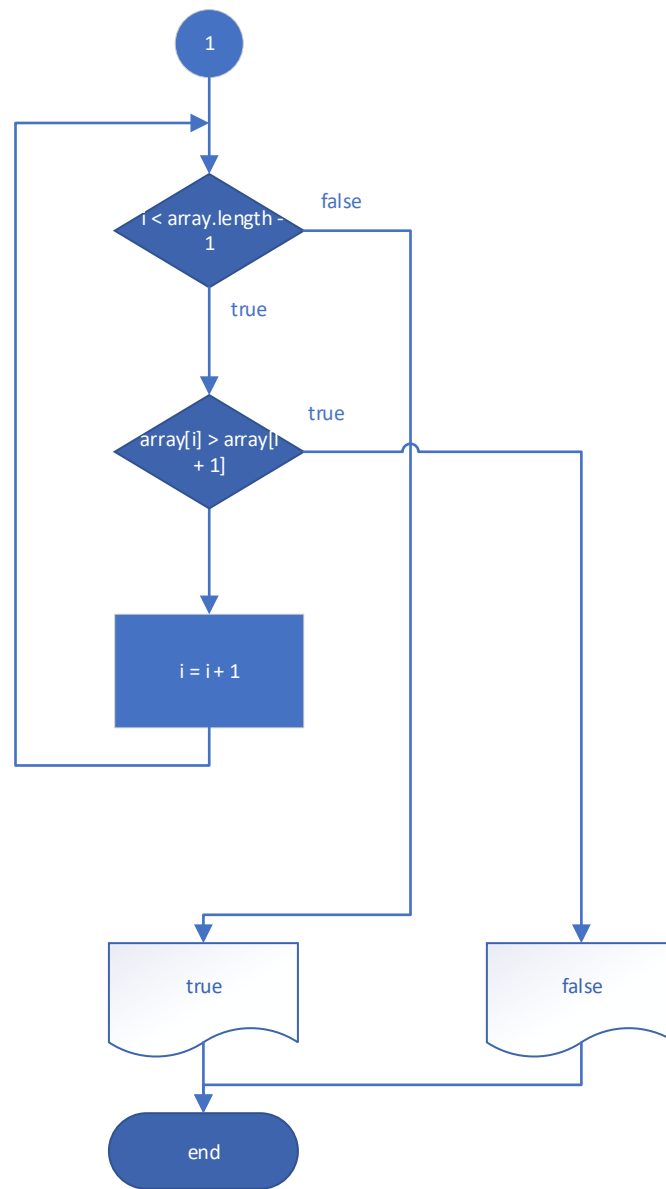 1
false
i < array.length -
1
true
true
array[i] > array[i
+ 1]
i = i + 1
true
false
end